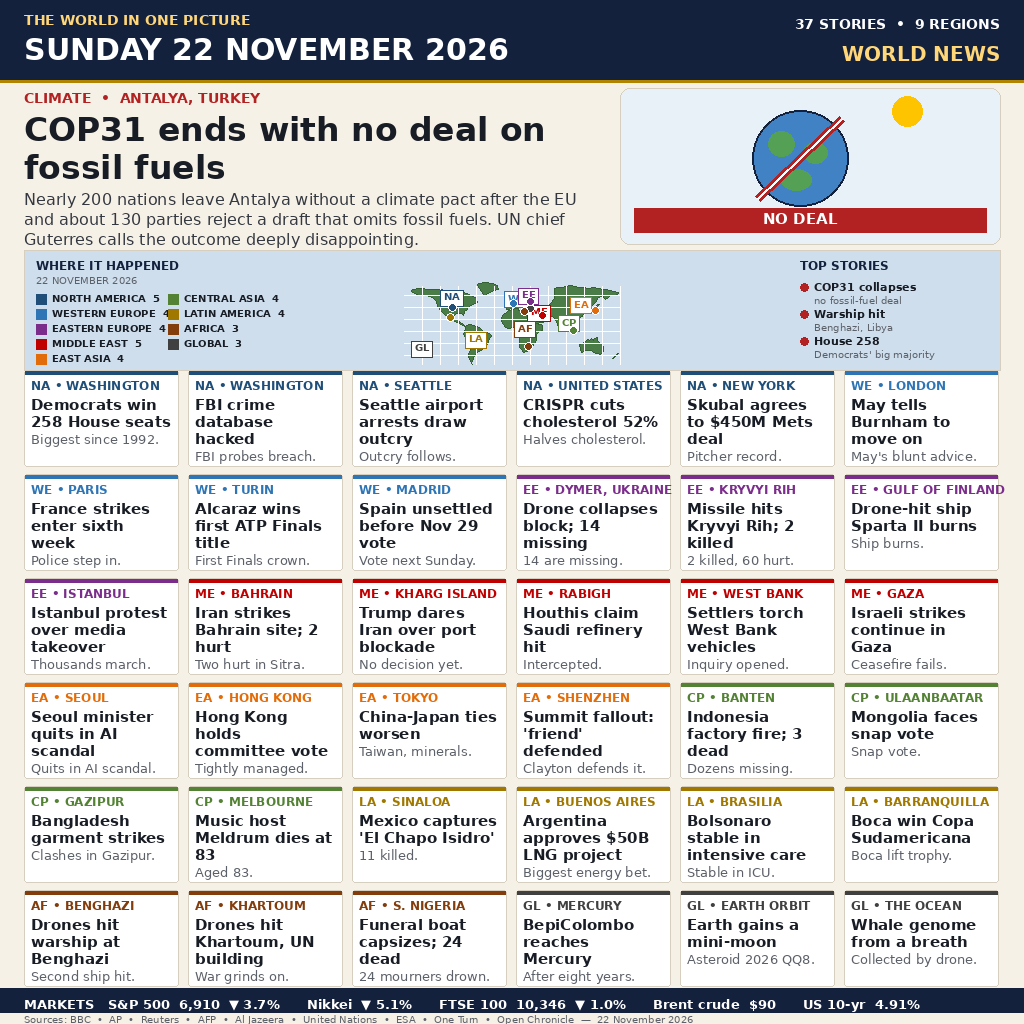 THE WORLD IN ONE PICTURE
SUNDAY 22 NOVEMBER 2026
37 STORIES • 9 REGIONS
WORLD NEWS
CLIMATE • ANTALYA, TURKEY
COP31 ends with no deal on
fossil fuels
Nearly 200 nations leave Antalya without a climate pact after the EU
and about 130 parties reject a draft that omits fossil fuels. UN chief
Guterres calls the outcome deeply disappointing.
NO DEAL
WHERE IT HAPPENED
22 NOVEMBER 2026
NORTH AMERICA 5
WESTERN EUROPE 4
EASTERN EUROPE 4
MIDDLE EAST 5
EAST ASIA 4
CENTRAL ASIA 4
LATIN AMERICA 4
AFRICA 3
GLOBAL 3
NA
EE
ME
EA
CP
AF
LA
GL
TOP STORIES
COP31 collapses
no fossil-fuel deal
Warship hit
Benghazi, Libya
House 258
Democrats' big majority
NA • WASHINGTON
Democrats win
258 House seats
Biggest since 1992.
NA • WASHINGTON
FBI crime
database
hacked
FBI probes breach.
NA • SEATTLE
Seattle airport
arrests draw
outcry
Outcry follows.
NA • UNITED STATES
CRISPR cuts
cholesterol 52%
Halves cholesterol.
NA • NEW YORK
Skubal agrees
to $450M Mets
deal
Pitcher record.
WE • LONDON
May tells
Burnham to
move on
May's blunt advice.
WE • PARIS
France strikes
enter sixth
week
Police step in.
WE • TURIN
Alcaraz wins
first ATP Finals
title
First Finals crown.
WE • MADRID
Spain unsettled
before Nov 29
vote
Vote next Sunday.
EE • DYMER, UKRAINE
Drone collapses
block; 14
missing
14 are missing.
EE • KRYVYI RIH
Missile hits
Kryvyi Rih; 2
killed
2 killed, 60 hurt.
EE • GULF OF FINLAND
Drone-hit ship
Sparta II burns
Ship burns.
EE • ISTANBUL
Istanbul protest
over media
takeover
Thousands march.
ME • BAHRAIN
Iran strikes
Bahrain site; 2
hurt
Two hurt in Sitra.
ME • KHARG ISLAND
Trump dares
Iran over port
blockade
No decision yet.
ME • RABIGH
Houthis claim
Saudi refinery
hit
Intercepted.
ME • WEST BANK
Settlers torch
West Bank
vehicles
Inquiry opened.
ME • GAZA
Israeli strikes
continue in
Gaza
Ceasefire fails.
EA • SEOUL
Seoul minister
quits in AI
scandal
Quits in AI scandal.
EA • HONG KONG
Hong Kong
holds
committee vote
Tightly managed.
EA • TOKYO
China-Japan ties
worsen
Taiwan, minerals.
EA • SHENZHEN
Summit fallout:
'friend'
defended
Clayton defends it.
CP • BANTEN
Indonesia
factory fire; 3
dead
Dozens missing.
CP • ULAANBAATAR
Mongolia faces
snap vote
Snap vote.
CP • GAZIPUR
Bangladesh
garment strikes
Clashes in Gazipur.
CP • MELBOURNE
Music host
Meldrum dies at
83
Aged 83.
LA • SINALOA
Mexico captures
'El Chapo Isidro'
11 killed.
LA • BUENOS AIRES
Argentina
approves $50B
LNG project
Biggest energy bet.
LA • BRASILIA
Bolsonaro
stable in
intensive care
Stable in ICU.
LA • BARRANQUILLA
Boca win Copa
Sudamericana
Boca lift trophy.
AF • BENGHAZI
Drones hit
warship at
Benghazi
Second ship hit.
AF • KHARTOUM
Drones hit
Khartoum, UN
building
War grinds on.
AF • S. NIGERIA
Funeral boat
capsizes; 24
dead
24 mourners drown.
GL • MERCURY
BepiColombo
reaches
Mercury
After eight years.
GL • EARTH ORBIT
Earth gains a
mini-moon
Asteroid 2026 QQ8.
GL • THE OCEAN
Whale genome
from a breath
Collected by drone.
MARKETS S&P 500 6,910 ▼3.7% Nikkei ▼5.1% FTSE 100 10,346 ▼1.0% Brent crude $90 US 10-yr 4.91%
Sources: BBC • AP • Reuters • AFP • Al Jazeera • United Nations • ESA • One Tum • Open Chronicle — 22 November 2026